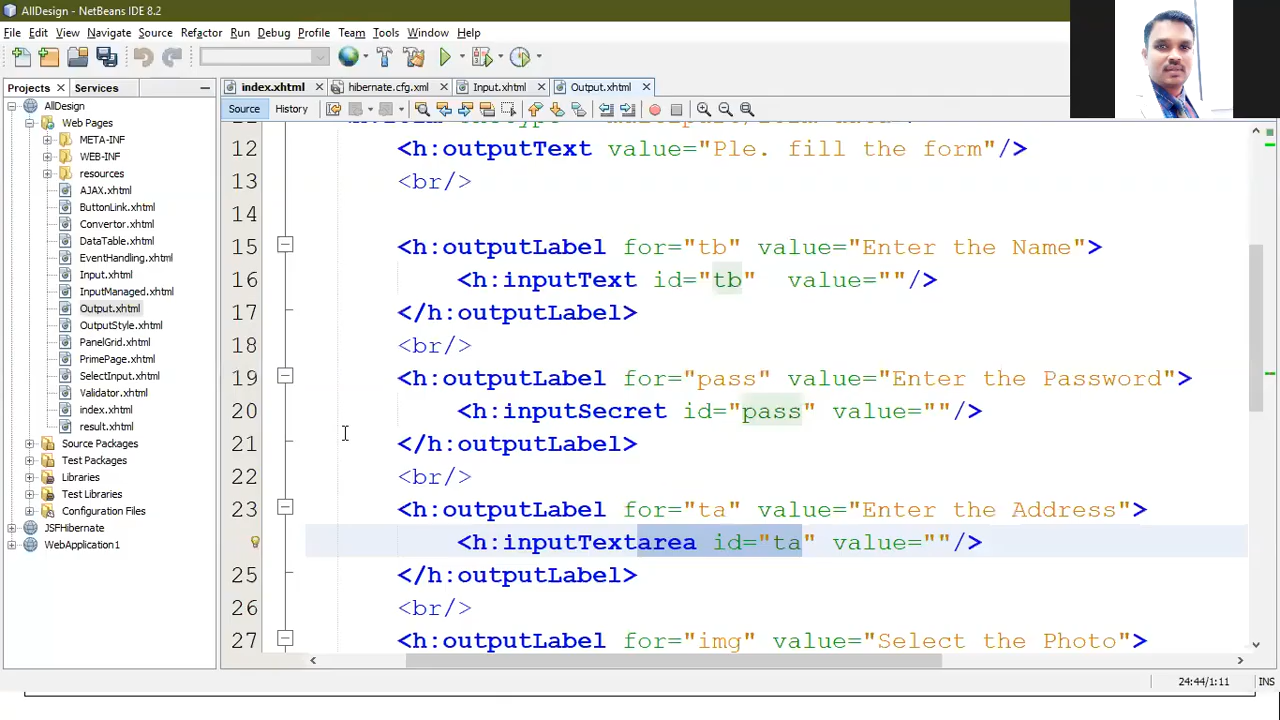 AllDesign - NetBeans IDE 8.2
File Edit View Navigate Source Refactor Run Debug Profile Team Tools Window Help
Projects Services
index.xhtml hibernate.cfg.xml Input.xhtml Output.xhtml
Source History
AllDesign
Web Pages
META-INF
WEB-INF
resources
AJAX.xhtml
ButtonLink.xhtml
Convertor.xhtml
DataTable.xhtml
EventHandling.xhtml
Input.xhtml
InputManaged.xhtml
Output.xhtml
OutputStyle.xhtml
PanelGrid.xhtml
PrimePage.xhtml
SelectInput.xhtml
Validator.xhtml
index.xhtml
result.xhtml
Source Packages
Test Packages
Libraries
Test Libraries
Configuration Files
JSFHibernate
WebApplication1
12 <h:outputText value="Ple. fill the form"/>
13 <br/>
14
15 <h:outputLabel for="tb" value="Enter the Name">
16 <h:inputText id="tb"  value=""/>
17 </h:outputLabel>
18 <br/>
19 <h:outputLabel for="pass" value="Enter the Password">
20 <h:inputSecret id="pass" value=""/>
21 </h:outputLabel>
22 <br/>
23 <h:outputLabel for="ta" value="Enter the Address">
<h:inputTextarea id="ta" value=""/>
25 </h:outputLabel>
26 <br/>
27 <h:outputLabel for="img" value="Select the Photo">
24:44/1:11 INS